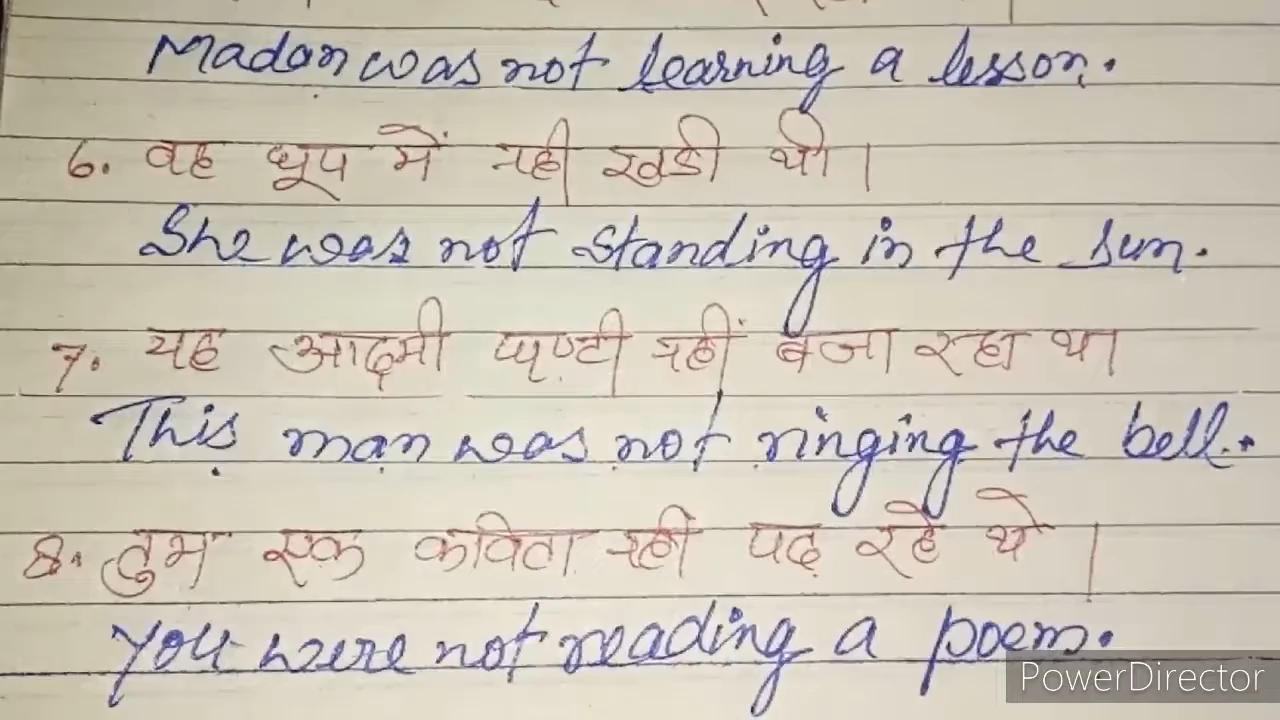 Madan was not learning a lesson.
6. वह धूप में नही खडी थी।
She was not standing in the sun.
7. यह आदमी घण्टी नहीं बजा रहा था
This man was not ringing the bell.
8. तुम एक कविता नही पढ़ रहे थे।
You were not reading a poem.
PowerDirector